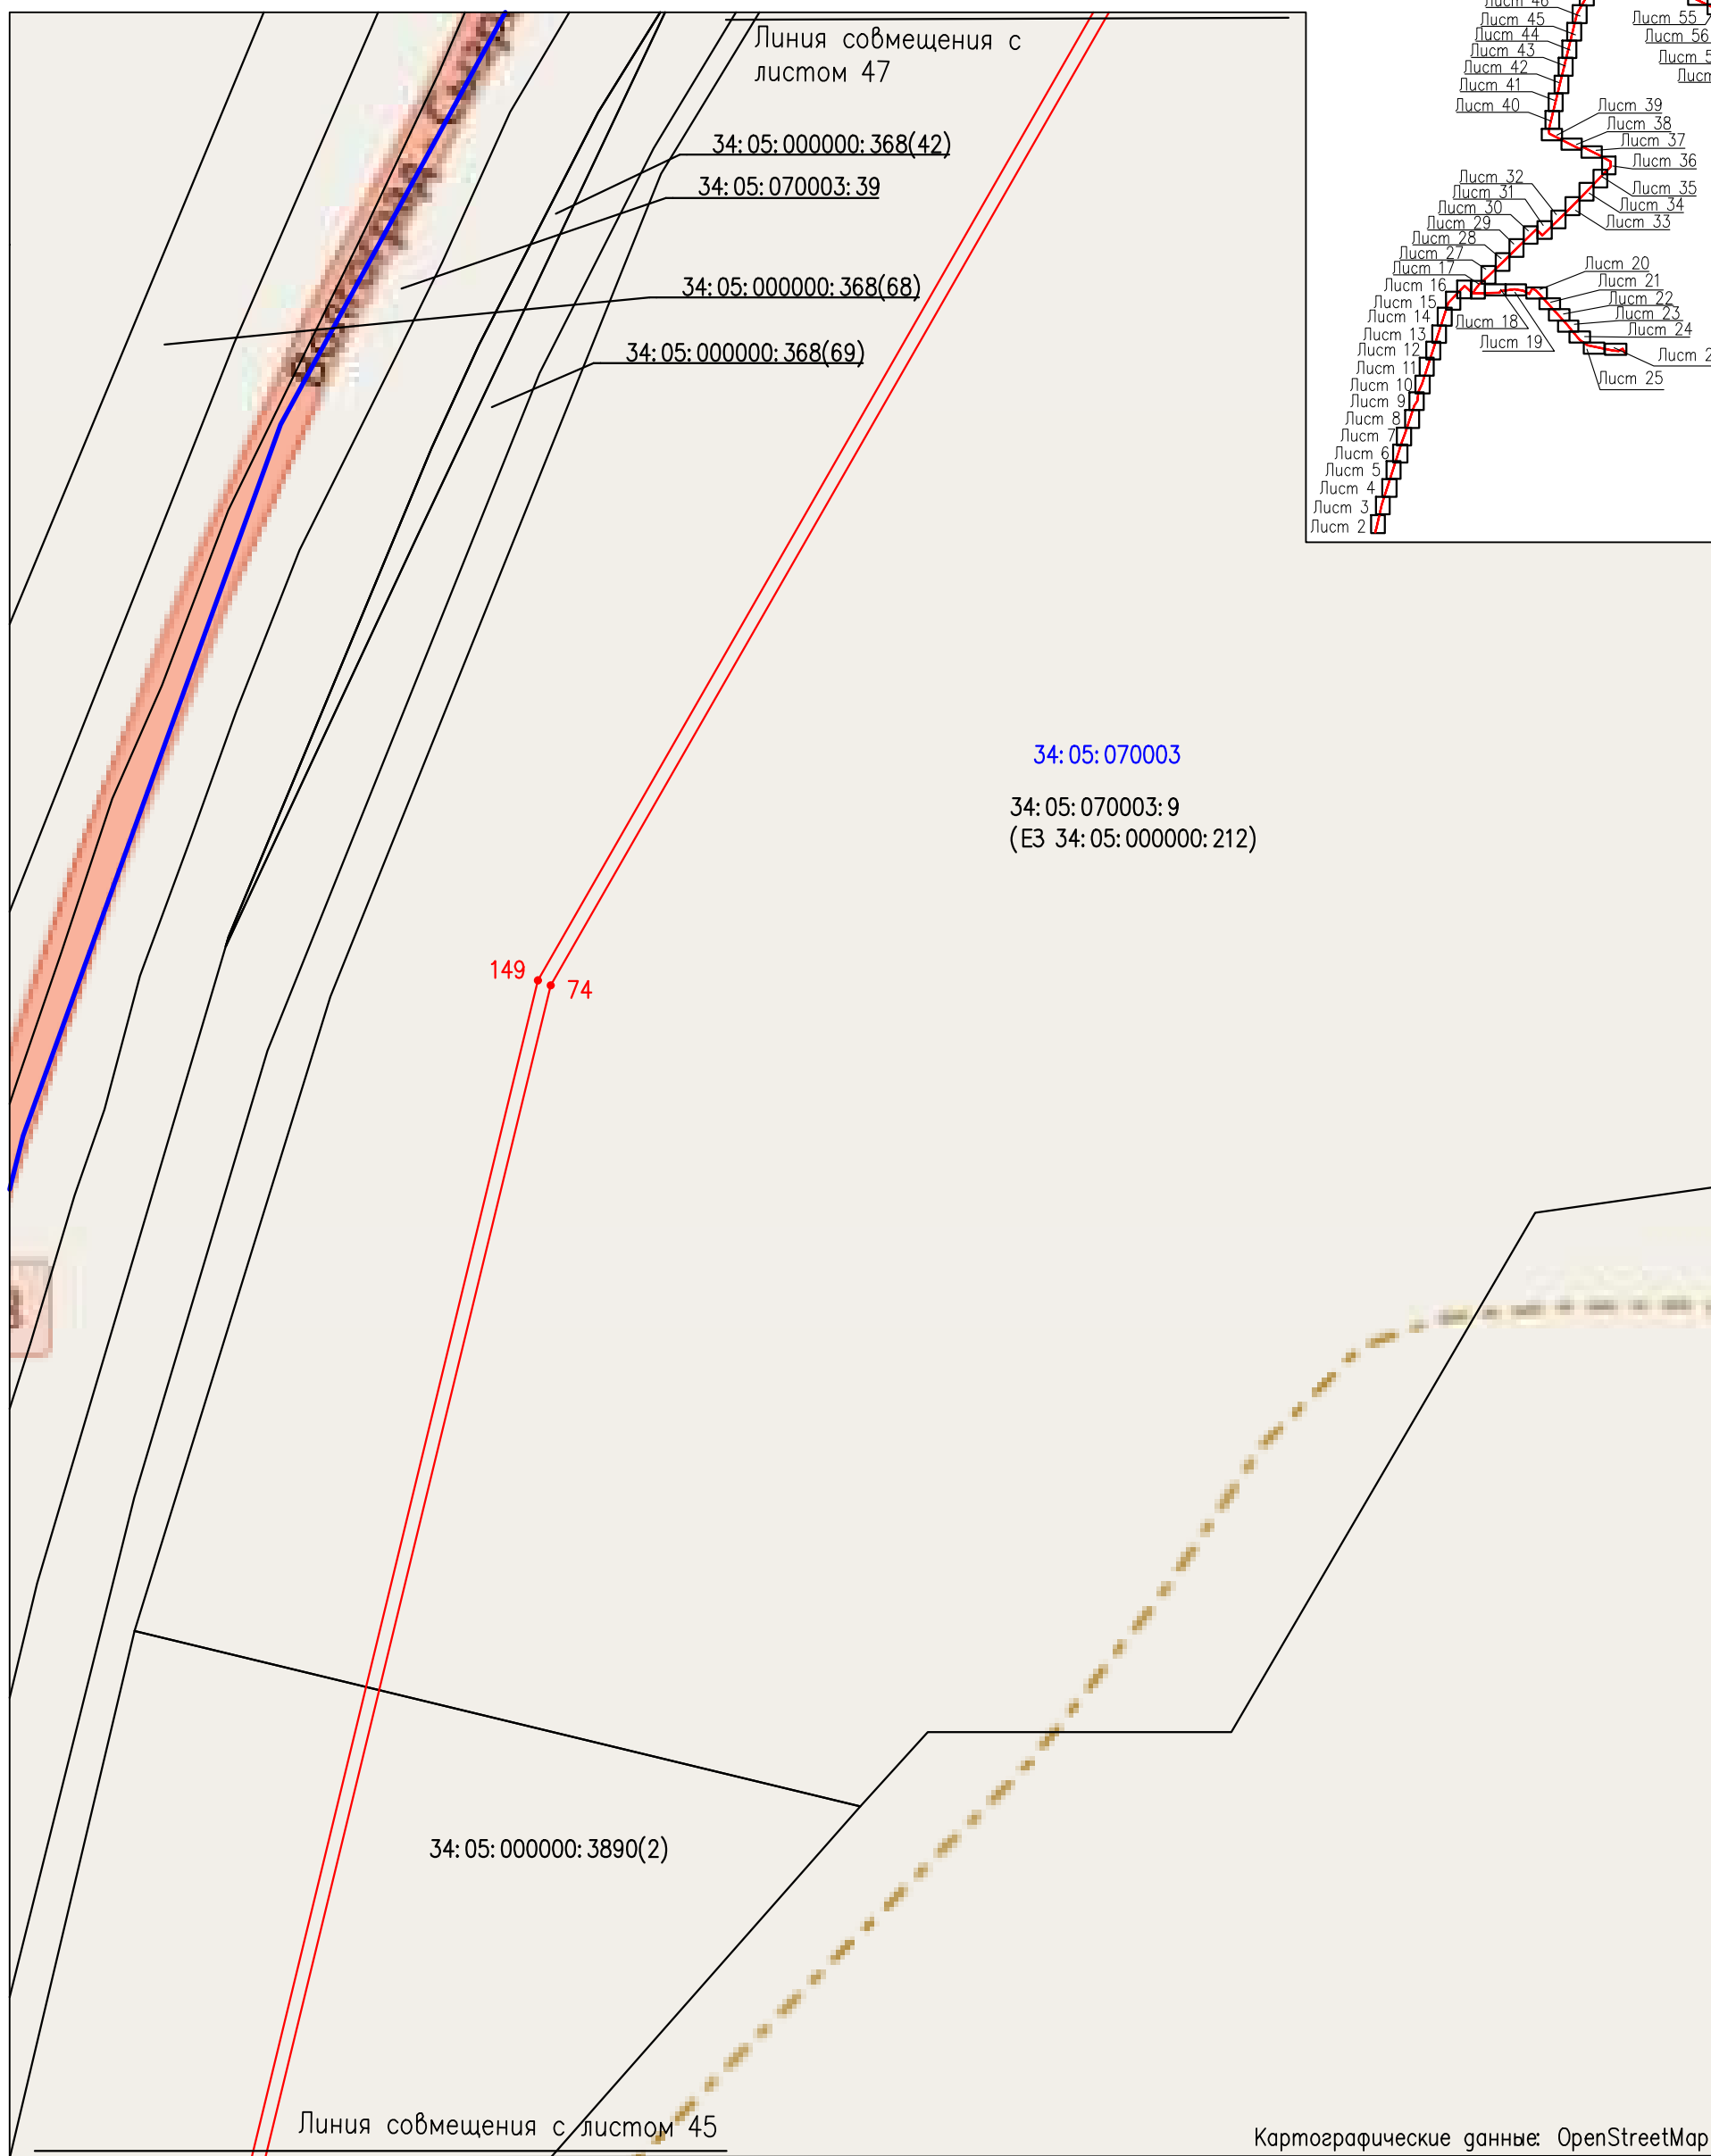 Линия совмещения с
листом 47
34:05:000000:368(42)
34:05:070003:39
34:05:000000:368(68)
34:05:000000:368(69)
34:05:070003
34:05:070003:9
(ЕЗ 34:05:000000:212)
149
74
34:05:000000:3890(2)
Линия совмещения с листом 45
Картографические данные: OpenStreetMap
Лист 46
Лист 45
Лист 44
Лист 43
Лист 42
Лист 41
Лист 40
Лист 55
Лист 56
Лист 39
Лист 38
Лист 37
Лист 36
Лист 35
Лист 34
Лист 33
Лист 32
Лист 31
Лист 30
Лист 29
Лист 28
Лист 27
Лист 17
Лист 16
Лист 15
Лист 14
Лист 13
Лист 12
Лист 11
Лист 10
Лист 9
Лист 8
Лист 7
Лист 6
Лист 5
Лист 4
Лист 3
Лист 2
Лист 18
Лист 19
Лист 20
Лист 21
Лист 22
Лист 23
Лист 24
Лист 25